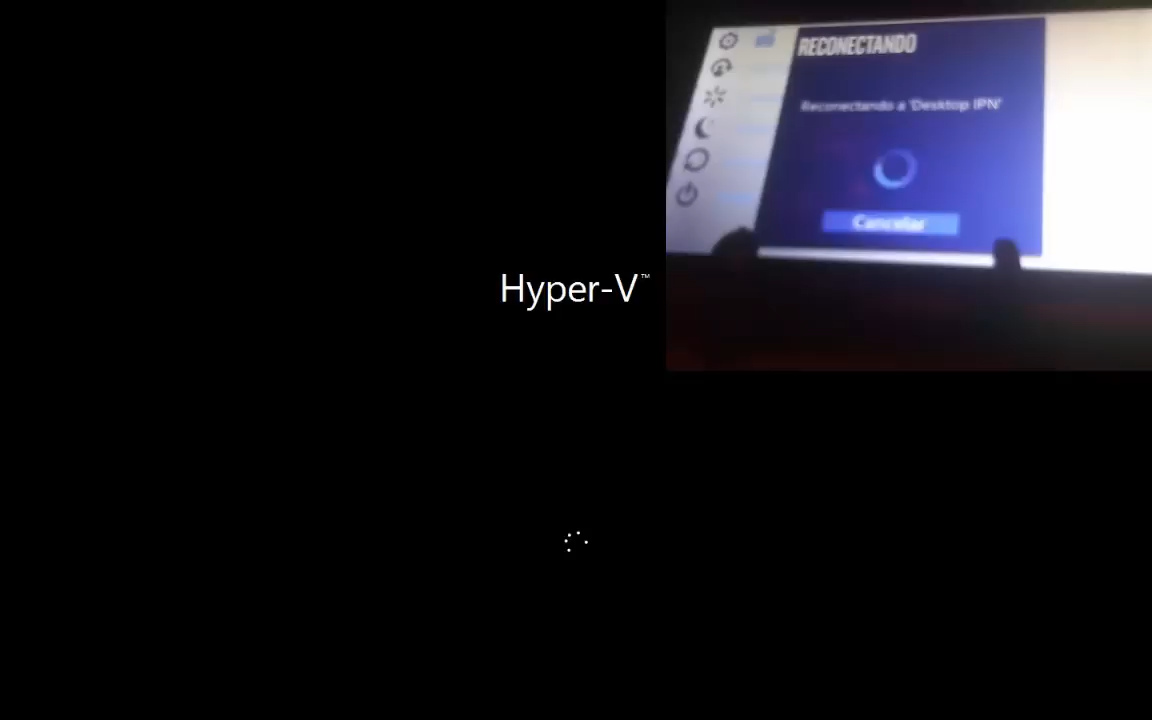 RECONECTANDO
Reconectando a 'Desktop IPN'
Cancelar
Hyper-V™